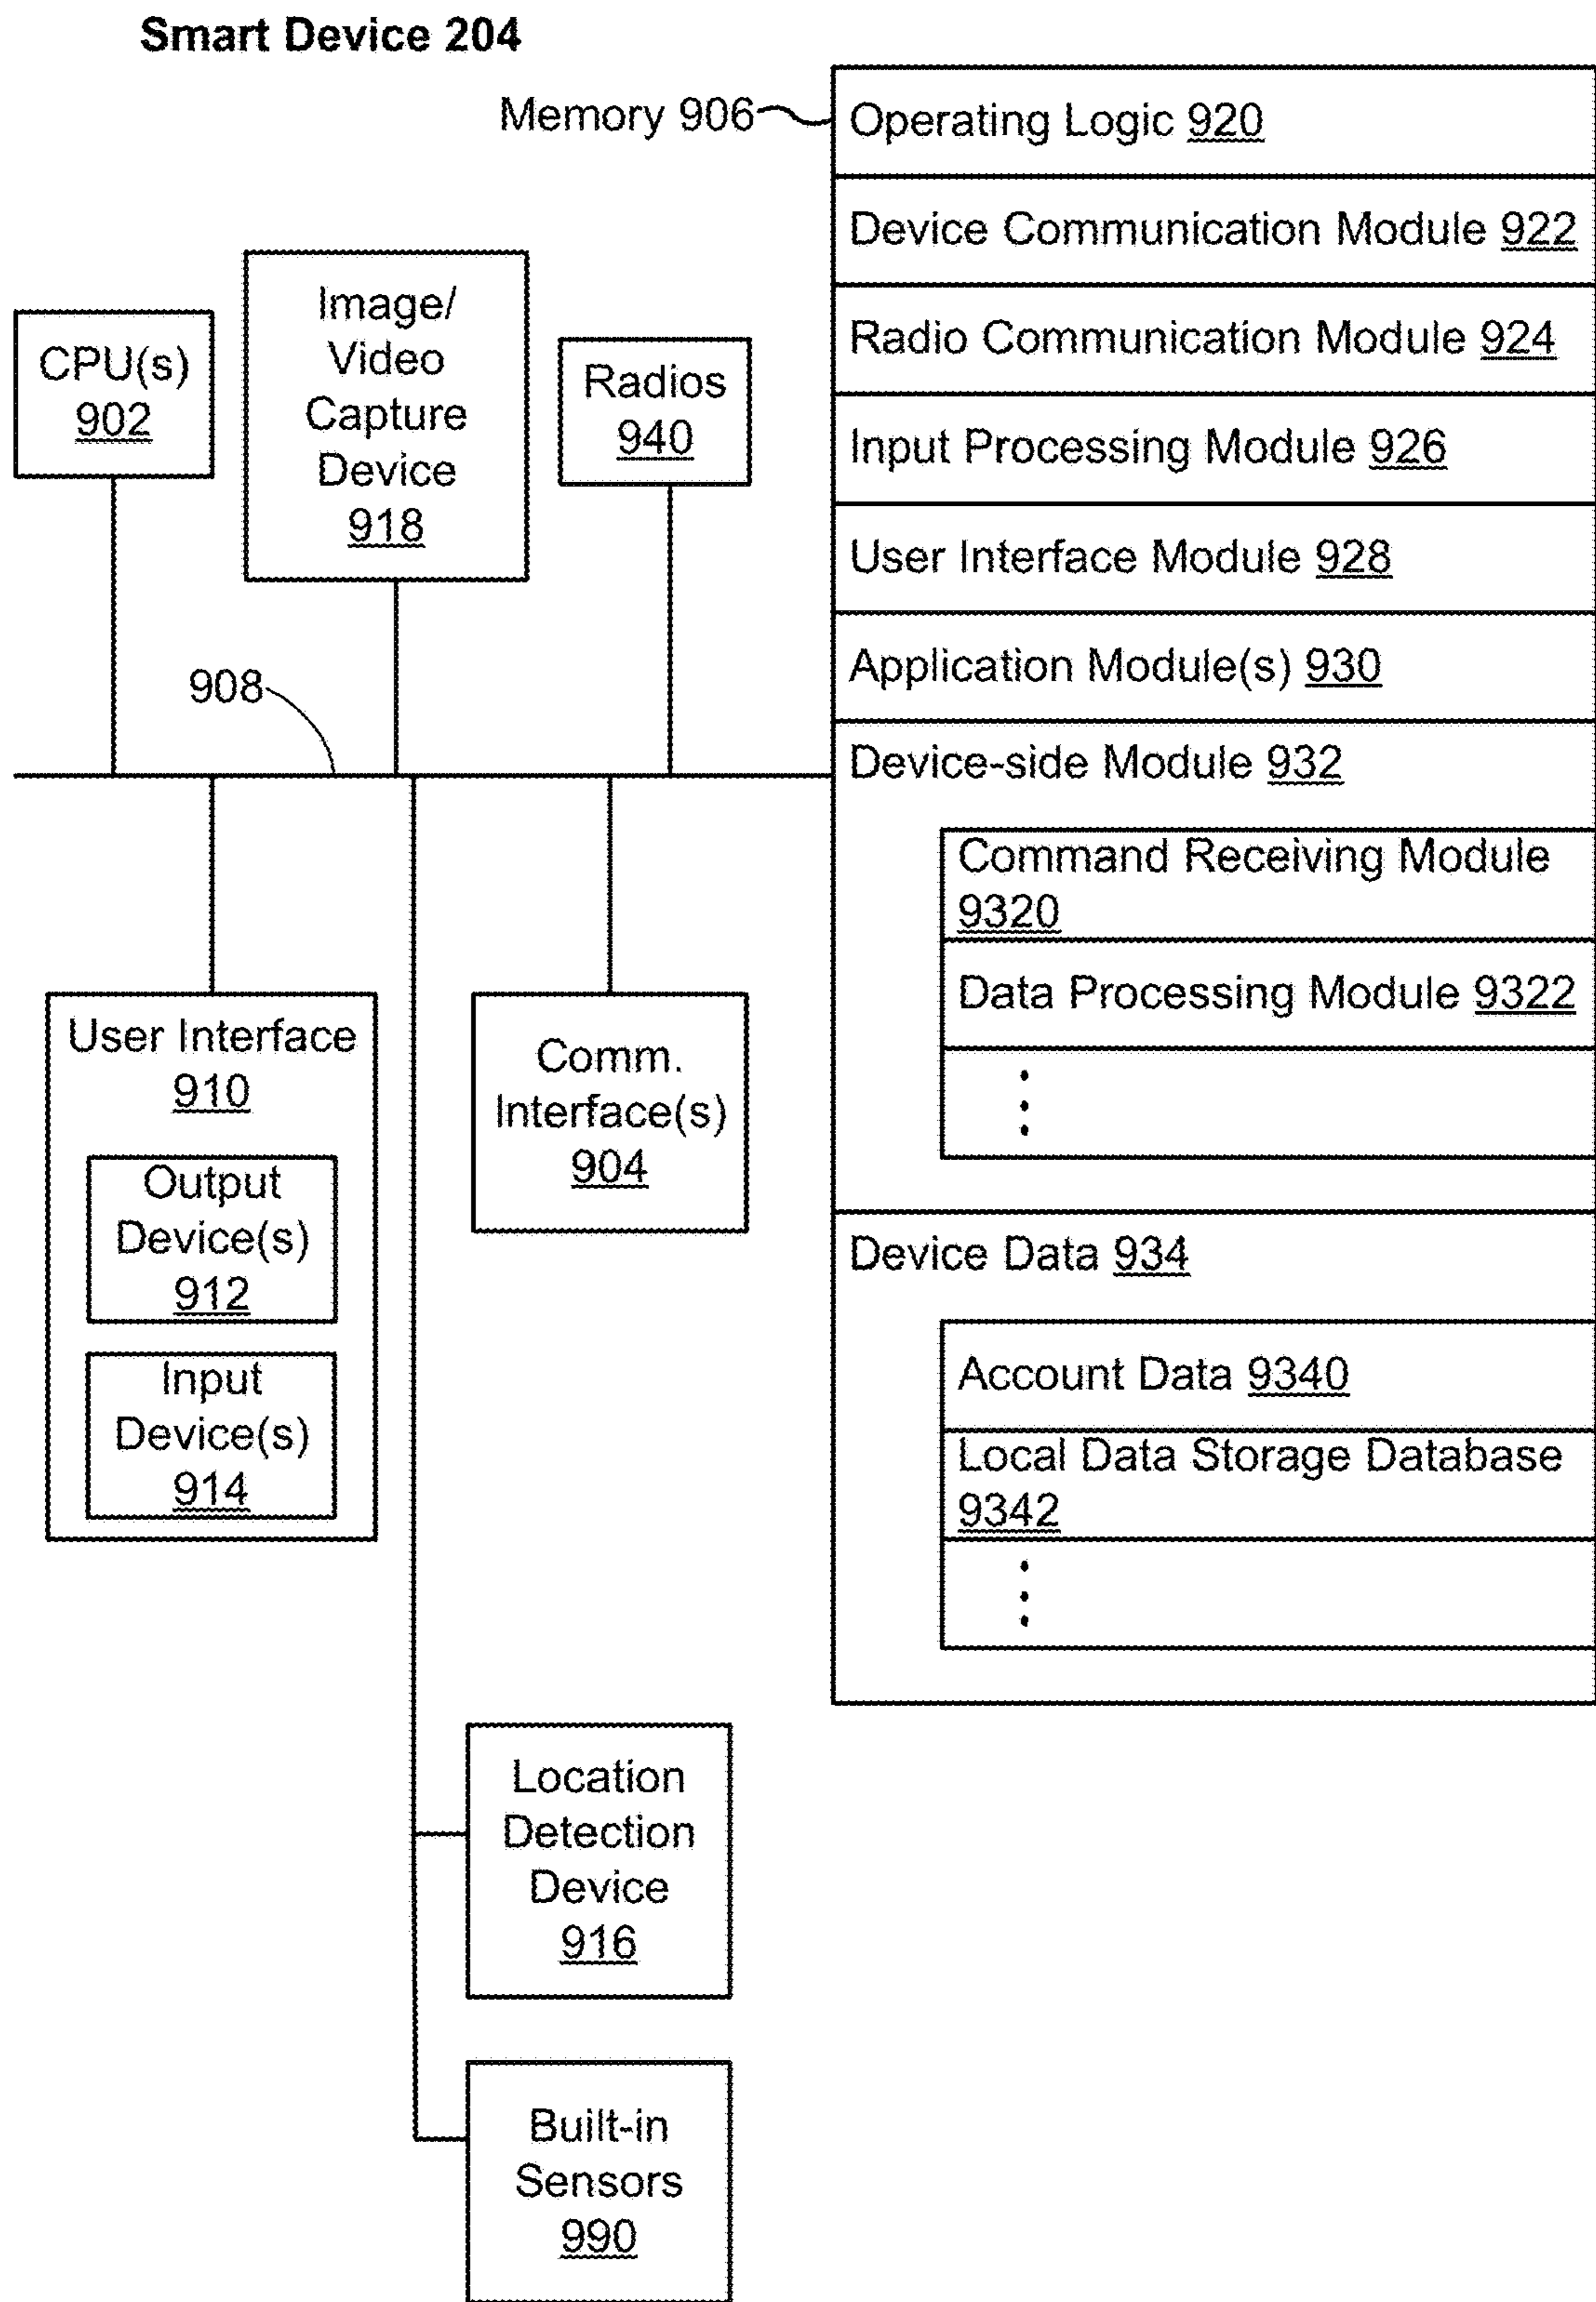 Smart Device 204
Memory 906
Operating Logic 920
Device Communication Module 922
Radio Communication Module 924
Input Processing Module 926
User Interface Module 928
Application Module(s) 930
Device-side Module 932
Command Receiving Module
9320
Data Processing Module 9322
Device Data 934
Account Data 9340
Local Data Storage Database
9342
CPU(s)
902
Image/
Video
Capture
Device
918
Radios
940
908
User Interface
910
Output
Device(s)
912
Input
Device(s)
914
Comm.
Interface(s)
904
Location
Detection
Device
916
Built-in
Sensors
990